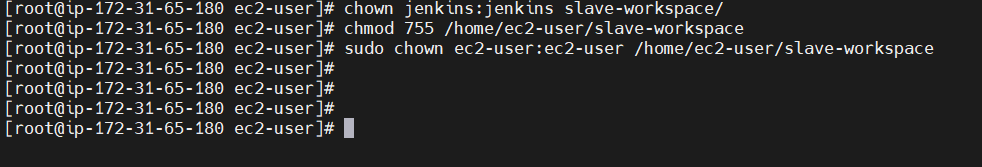 [root@ip-172-31-65-180 ec2-user]# chown jenkins:jenkins slave-workspace/
[root@ip-172-31-65-180 ec2-user]# chmod 755 /home/ec2-user/slave-workspace
[root@ip-172-31-65-180 ec2-user]# sudo chown ec2-user:ec2-user /home/ec2-user/slave-workspace
[root@ip-172-31-65-180 ec2-user]#
[root@ip-172-31-65-180 ec2-user]#
[root@ip-172-31-65-180 ec2-user]#
[root@ip-172-31-65-180 ec2-user]#